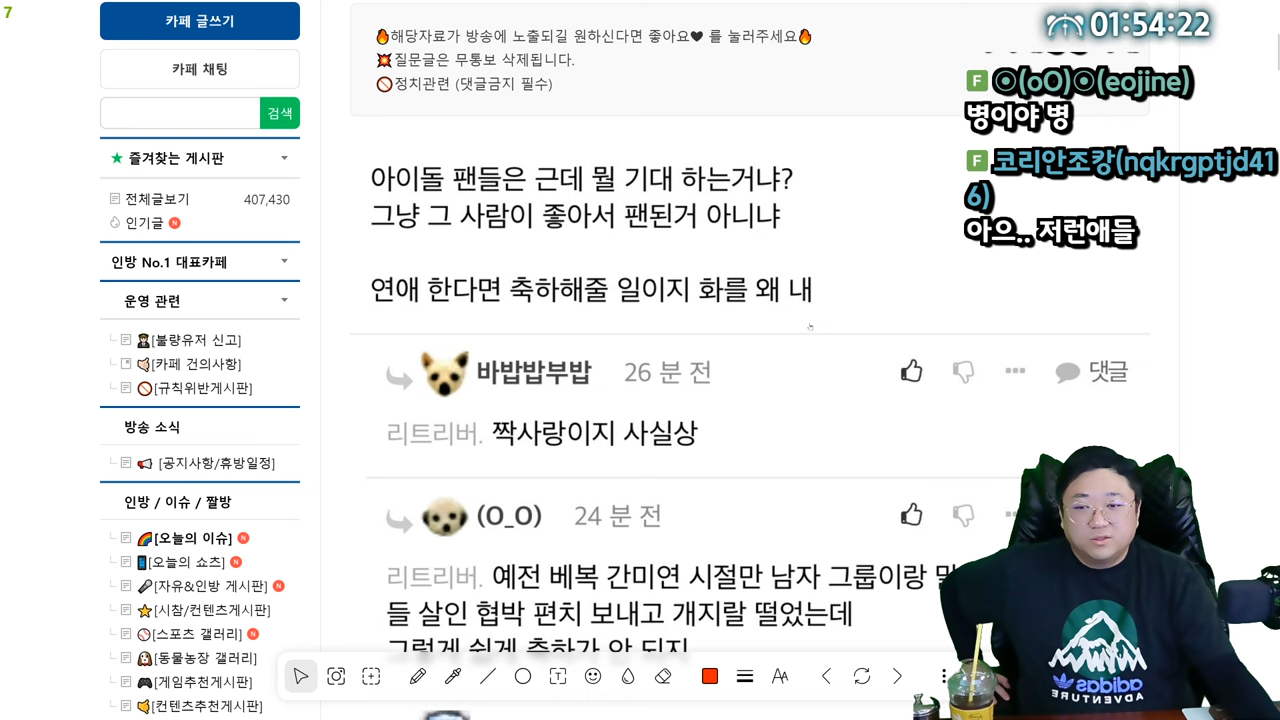 7
카페 글쓰기
카페 채팅
검색
★ 즐겨찾는 게시판
전체글보기 407,430
인기글 N
인방 No.1 대표카페
운영 관련
[불량유저 신고]
[카페 건의사항]
[규칙위반게시판]
방송 소식
[공지사항/휴방일정]
인방 / 이슈 / 짤방
[오늘의 이슈] N
[오늘의 쇼츠] N
[자유&인방 게시판] N
[시참/컨텐츠게시판]
[스포츠 갤러리] N
[동물농장 갤러리]
[게임추천게시판]
[컨텐츠추천게시판]
🔥해당자료가 방송에 노출되길 원하신다면 좋아요♥ 를 눌러주세요🔥
💥질문글은 무통보 삭제됩니다.
🚫정치관련 (댓글금지 필수)
아이돌 팬들은 근데 뭘 기대 하는거냐?
그냥 그 사람이 좋아서 팬된거 아니냐
연애 한다면 축하해줄 일이지 화를 왜 내
바밥밥부밥 26 분 전 댓글
리트리버. 짝사랑이지 사실상
(O_O) 24 분 전
리트리버. 예전 베복 간미연 시절만 남자 그룹이랑
들 살인 협박 편치 보내고 개지랄 떨었는데
그렇게 쉽게 축하가 안 되지
01:54:22
F ⊙(oO)⊙(eojine)
병이야 병
F 코리안조캉(nqkrgptjd41
6)
아으.. 저런애들
adidas
ADVENTURE